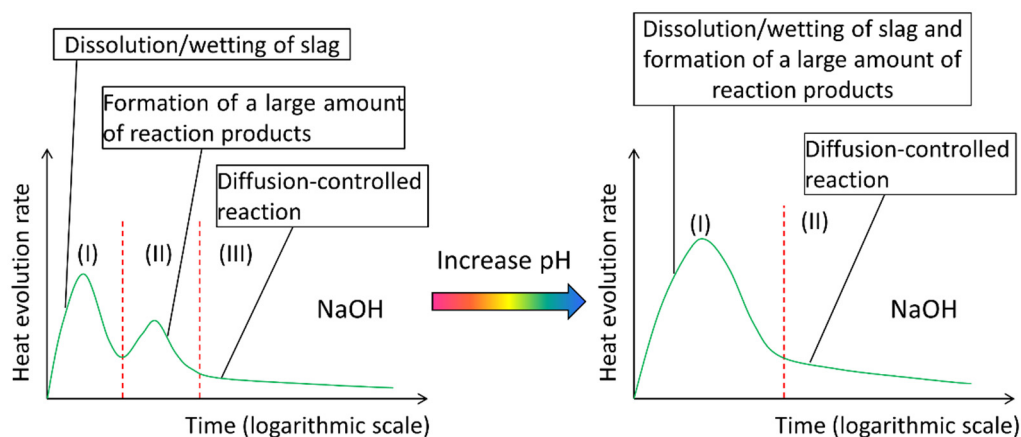 Dissolution/wetting of slag
Formation of a large amount
of reaction products
Diffusion-controlled
reaction
(I)
(II)
(III)
NaOH
Heat evolution rate
Time (logarithmic scale)
Increase pH
Dissolution/wetting of slag and
formation of a large amount of
reaction products
Diffusion-controlled
reaction
(I)
(II)
NaOH
Heat evolution rate
Time (logarithmic scale)